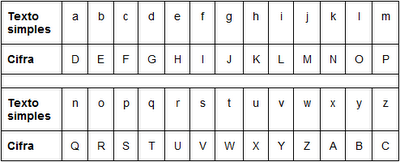 Texto simples a b c d e f g h i j k l m
Cifra D E F G H I J K L M N O P
Texto simples n o p q r s t u v w x y z
Cifra Q R S T U V W X Y Z A B C